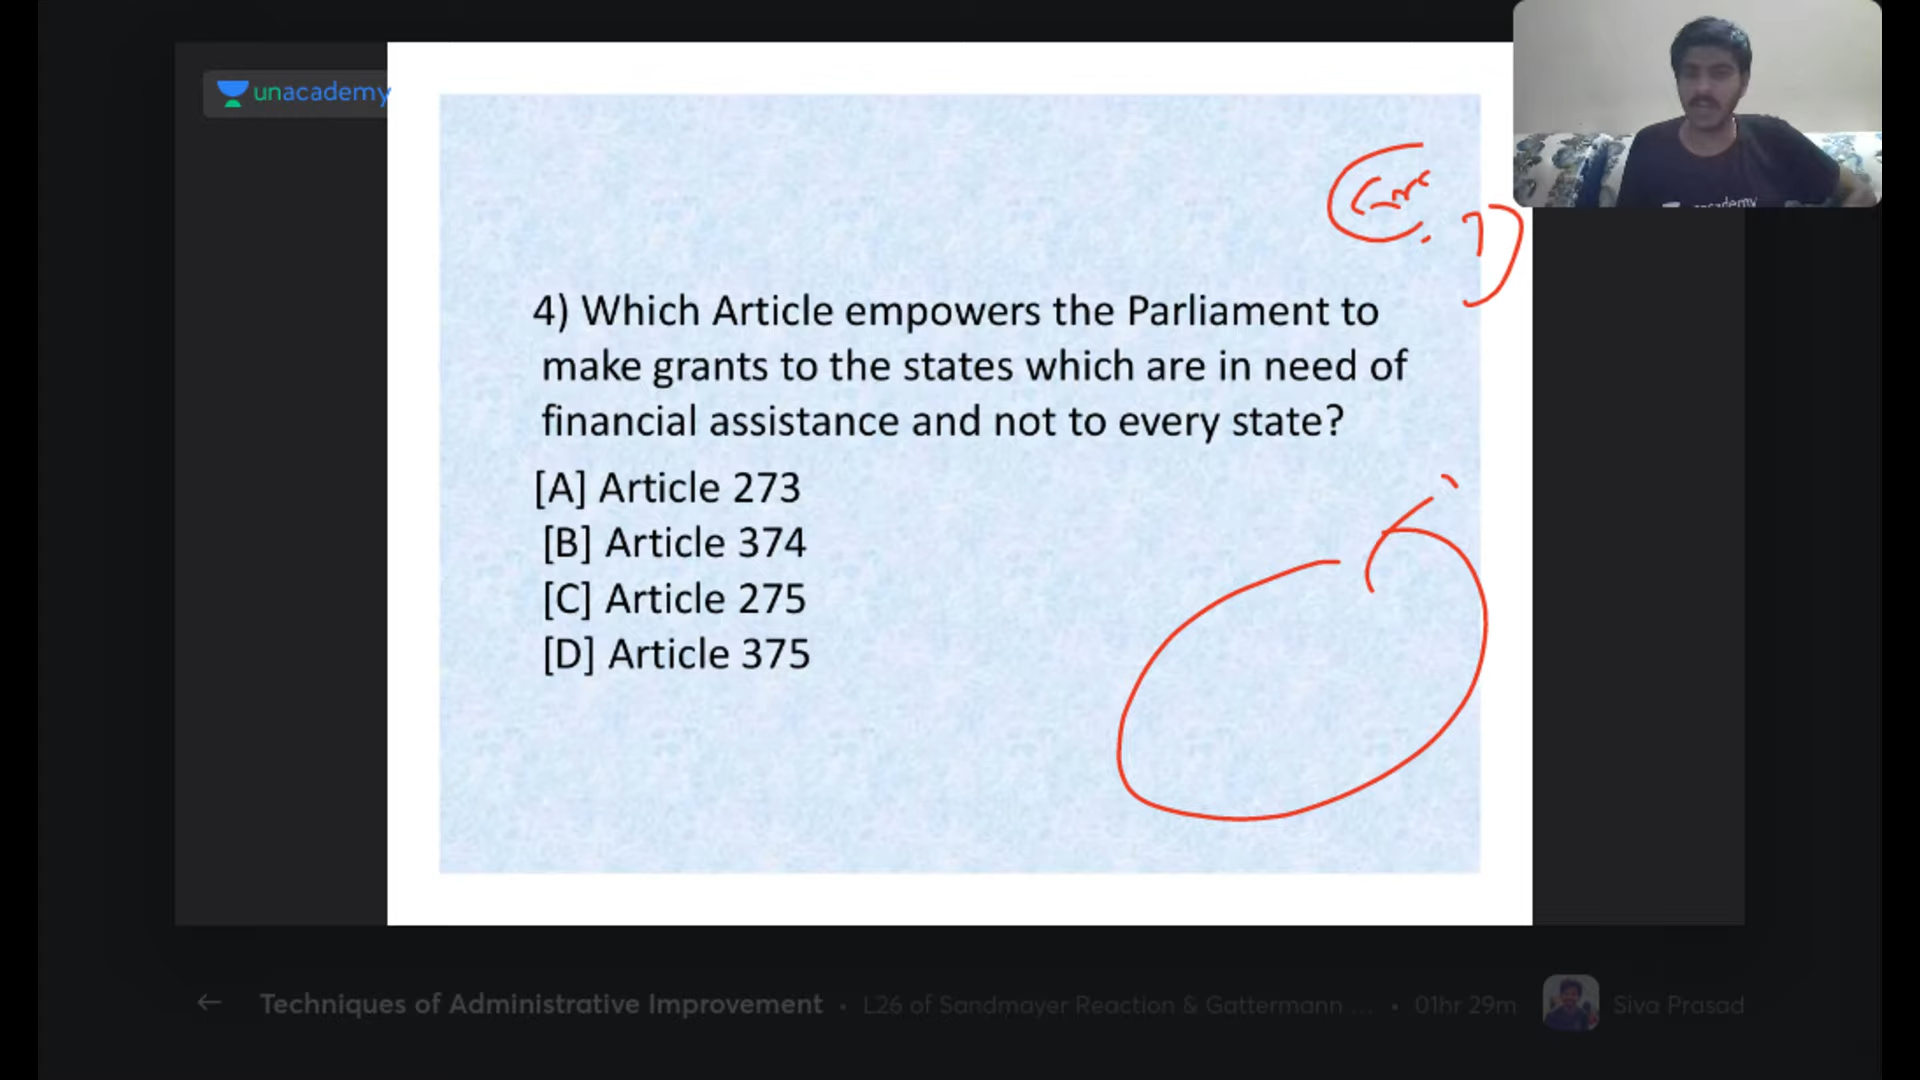 unacademy
4) Which Article empowers the Parliament to
make grants to the states which are in need of
financial assistance and not to every state?
[A] Article 273
[B] Article 374
[C] Article 275
[D] Article 375
← Techniques of Administrative Improvement • L26 of Sandmayer Reaction & Gattermann ... • 01hr 29m Siva Prasad